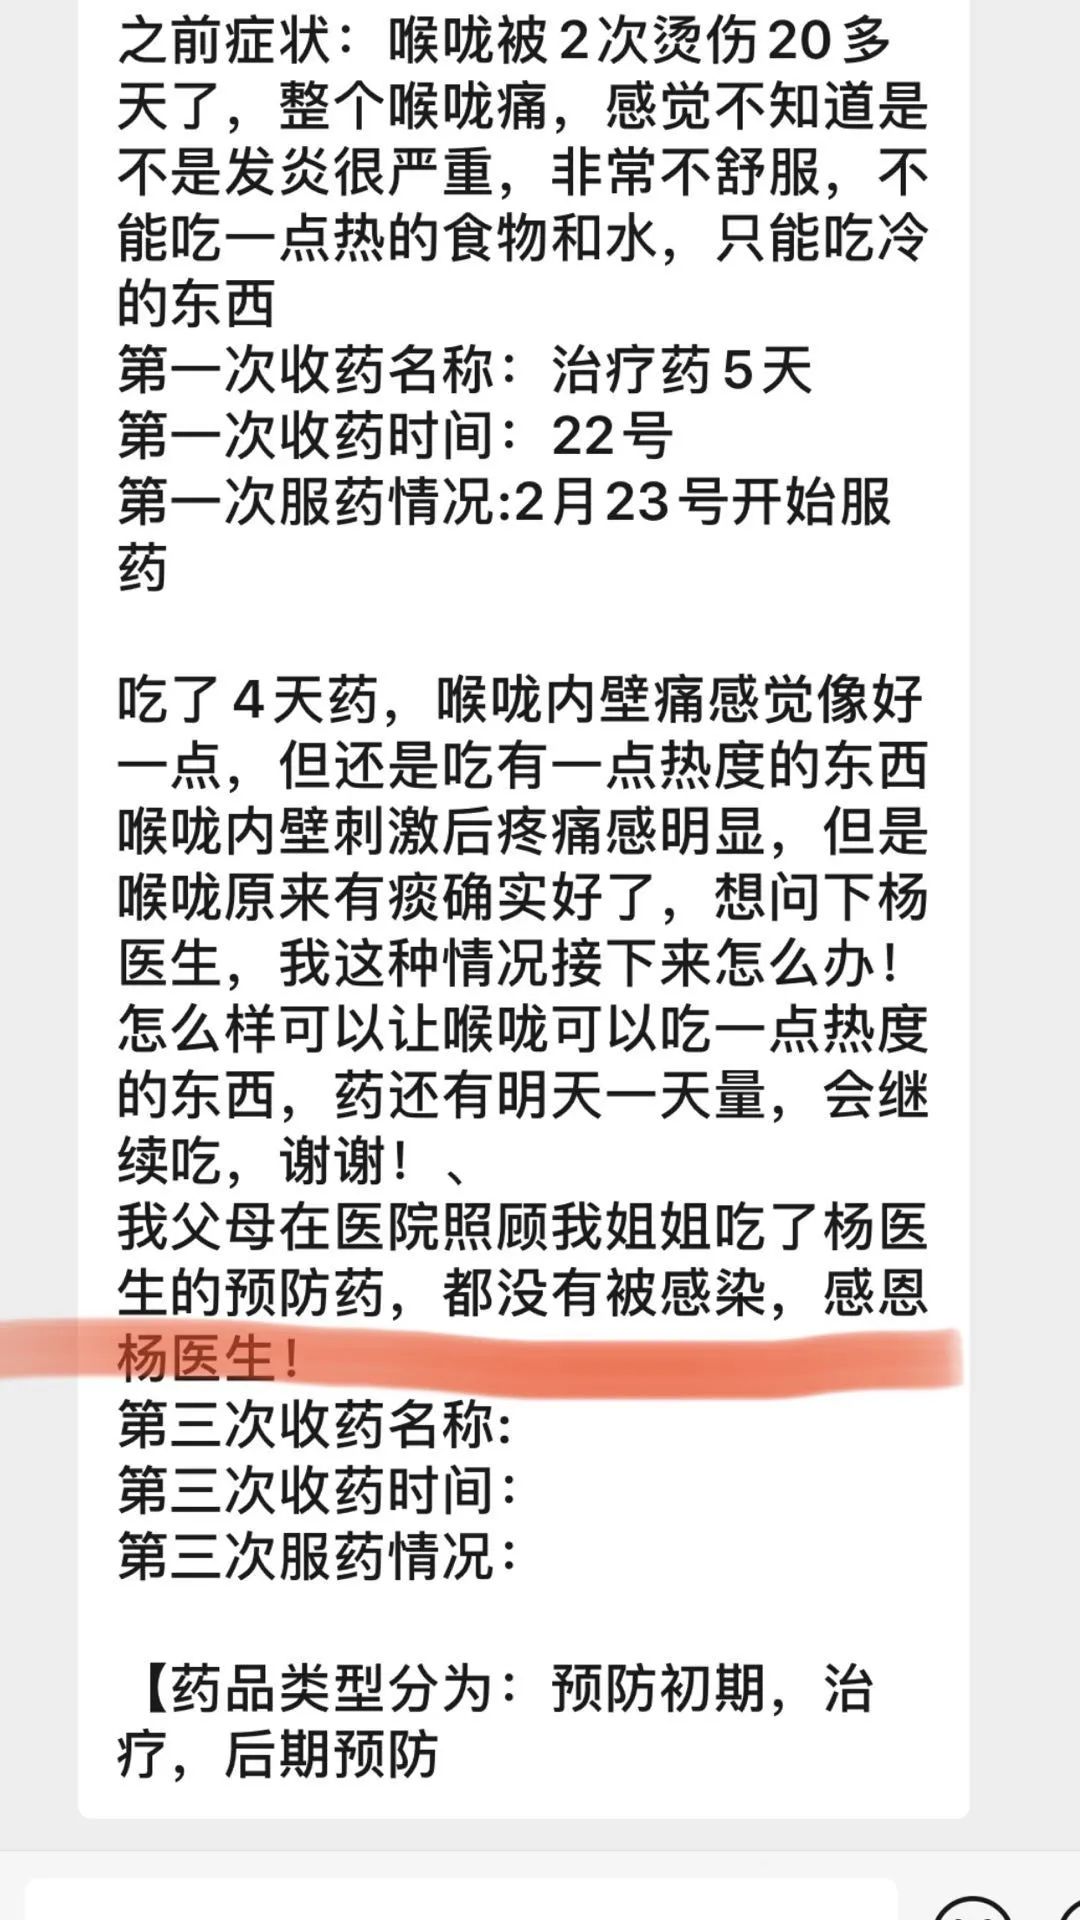 之前症状：喉咙被2次烫伤20多
天了，整个喉咙痛，感觉不知道是
不是发炎很严重，非常不舒服，不
能吃一点热的食物和水，只能吃冷
的东西
第一次收药名称：治疗药5天
第一次收药时间：22号
第一次服药情况:2月23号开始服
药
吃了4天药，喉咙内壁痛感觉像好
一点，但还是吃有一点热度的东西
喉咙内壁刺激后疼痛感明显，但是
喉咙原来有痰确实好了，想问下杨
医生，我这种情况接下来怎么办！
怎么样可以让喉咙可以吃一点热度
的东西，药还有明天一天量，会继
续吃，谢谢！、
我父母在医院照顾我姐姐吃了杨医
生的预防药，都没有被感染，感恩
杨医生！
第三次收药名称:
第三次收药时间：
第三次服药情况：
【药品类型分为：预防初期，治
疗，后期预防